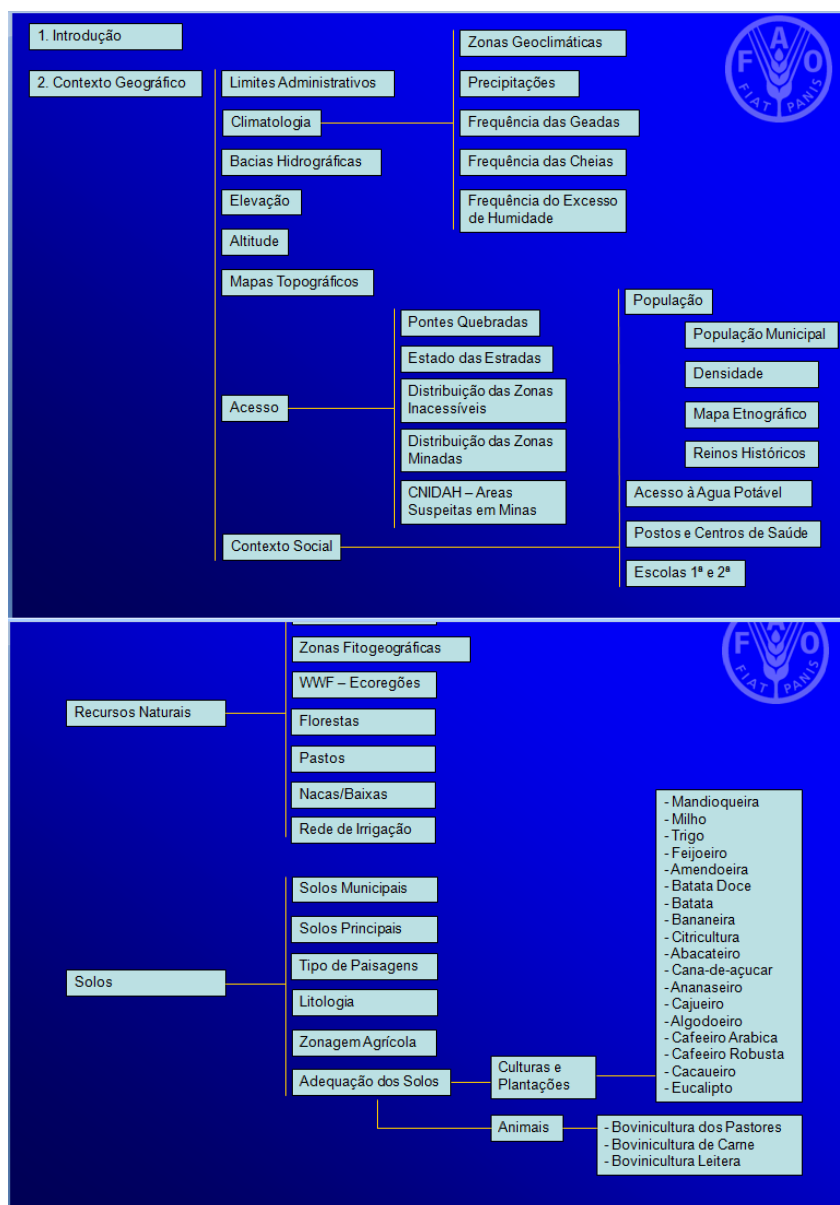 1. Introdução
2. Contexto Geográfico
Limites Administrativos
Climatologia
Zonas Geoclimáticas
Precipitações
Frequência das Geadas
Frequência das Cheias
Frequência do Excesso
de Humidade
Bacias Hidrográficas
Elevação
Altitude
Mapas Topográficos
Acesso
Pontes Quebradas
Estado das Estradas
Distribuição das Zonas
Inacessíveis
Distribuição das Zonas
Minadas
CNIDAH – Areas
Suspeitas em Minas
Contexto Social
População
População Municipal
Densidade
Mapa Etnográfico
Reinos Históricos
Acesso à Agua Potável
Postos e Centros de Saúde
Escolas 1ª e 2ª
F A O
FIAT PANIS
Recursos Naturais
Zonas Fitogeográficas
WWF – Ecoregões
Florestas
Pastos
Nacas/Baixas
Rede de Irrigação
Solos
Solos Municipais
Solos Principais
Tipo de Paisagens
Litologia
Zonagem Agrícola
Adequação dos Solos
Culturas e
Plantações
- Mandioqueira
- Milho
- Trigo
- Feijoeiro
- Amendoeira
- Batata Doce
- Batata
- Bananeira
- Citricultura
- Abacateiro
- Cana-de-açucar
- Ananaseiro
- Cajueiro
- Algodoeiro
- Cafeeiro Arabica
- Cafeeiro Robusta
- Cacaueiro
- Eucalipto
Animais
- Bovinicultura dos Pastores
- Bovinicultura de Carne
- Bovinicultura Leitera
F A O
FIAT PANIS